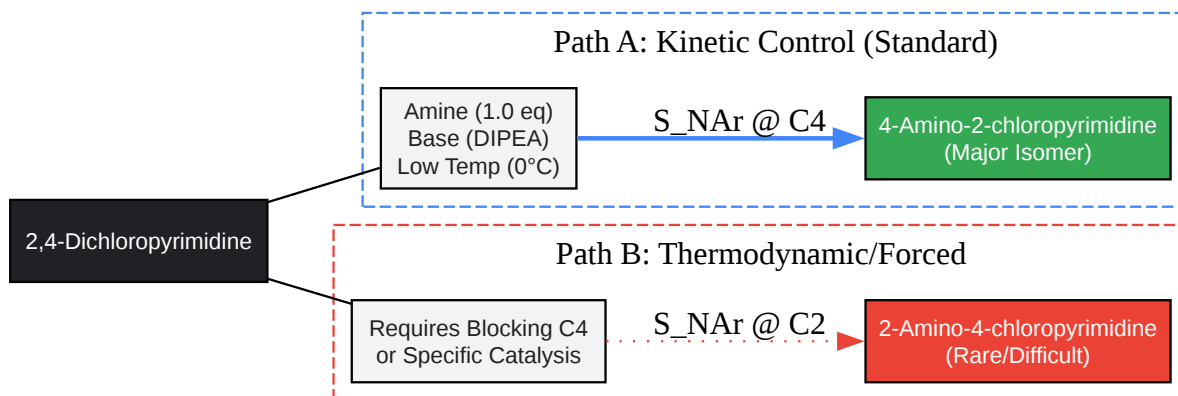 Path A: Kinetic Control (Standard)
Amine (1.0 eq)
Base (DIPEA)
Low Temp (0°C)
S_NAr @ C4
4-Amino-2-chloropyrimidine
(Major Isomer)
2,4-Dichloropyrimidine
Path B: Thermodynamic/Forced
Requires Blocking C4
or Specific Catalysis
S_NAr @ C2
2-Amino-4-chloropyrimidine
(Rare/Difficult)